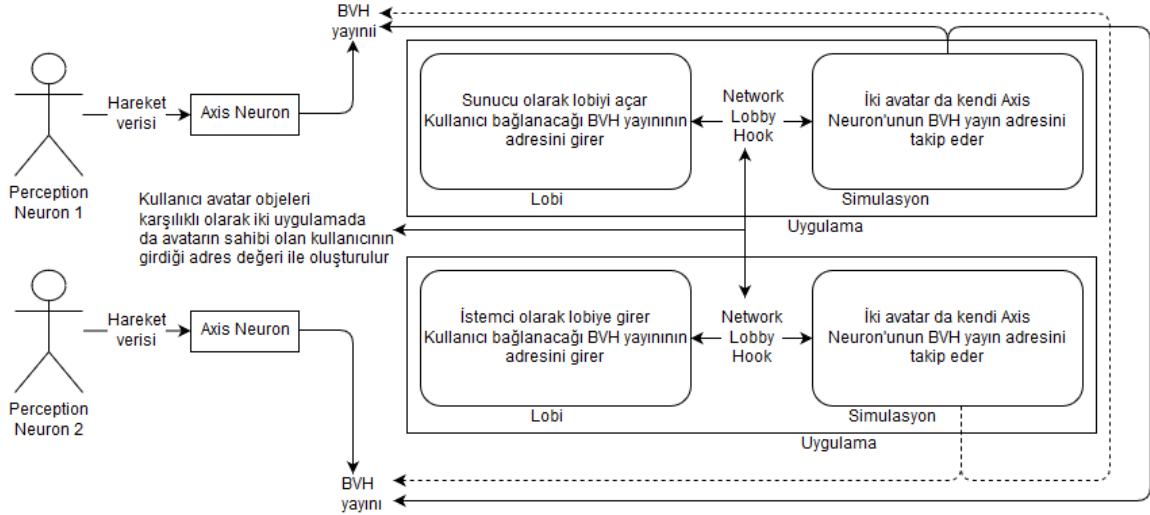 BVH
yayınıı
Hareket
verisi
Axis Neuron
Perception
Neuron 1
Sunucu olarak lobiyi açar
Kullanıcı bağlanacağı BVH yayınının
adresini girer
Network
Lobby
Hook
İki avatar da kendi Axis
Neuron'unun BVH yayın adresini
takip eder
Lobi
Simulasyon
Uygulama
Kullanıcı avatar objeleri
karşılıklı olarak iki uygulamada
da avatarın sahibi olan kullanıcının
girdiği adres değeri ile oluşturulur
Hareket
verisi
Axis Neuron
Perception
Neuron 2
İstemci olarak lobiye girer
Kullanıcı bağlanacağı BVH yayınının
adresini girer
Network
Lobby
Hook
İki avatar da kendi Axis
Neuron'unun BVH yayın adresini
takip eder
Lobi
Simulasyon
Uygulama
BVH
yayını